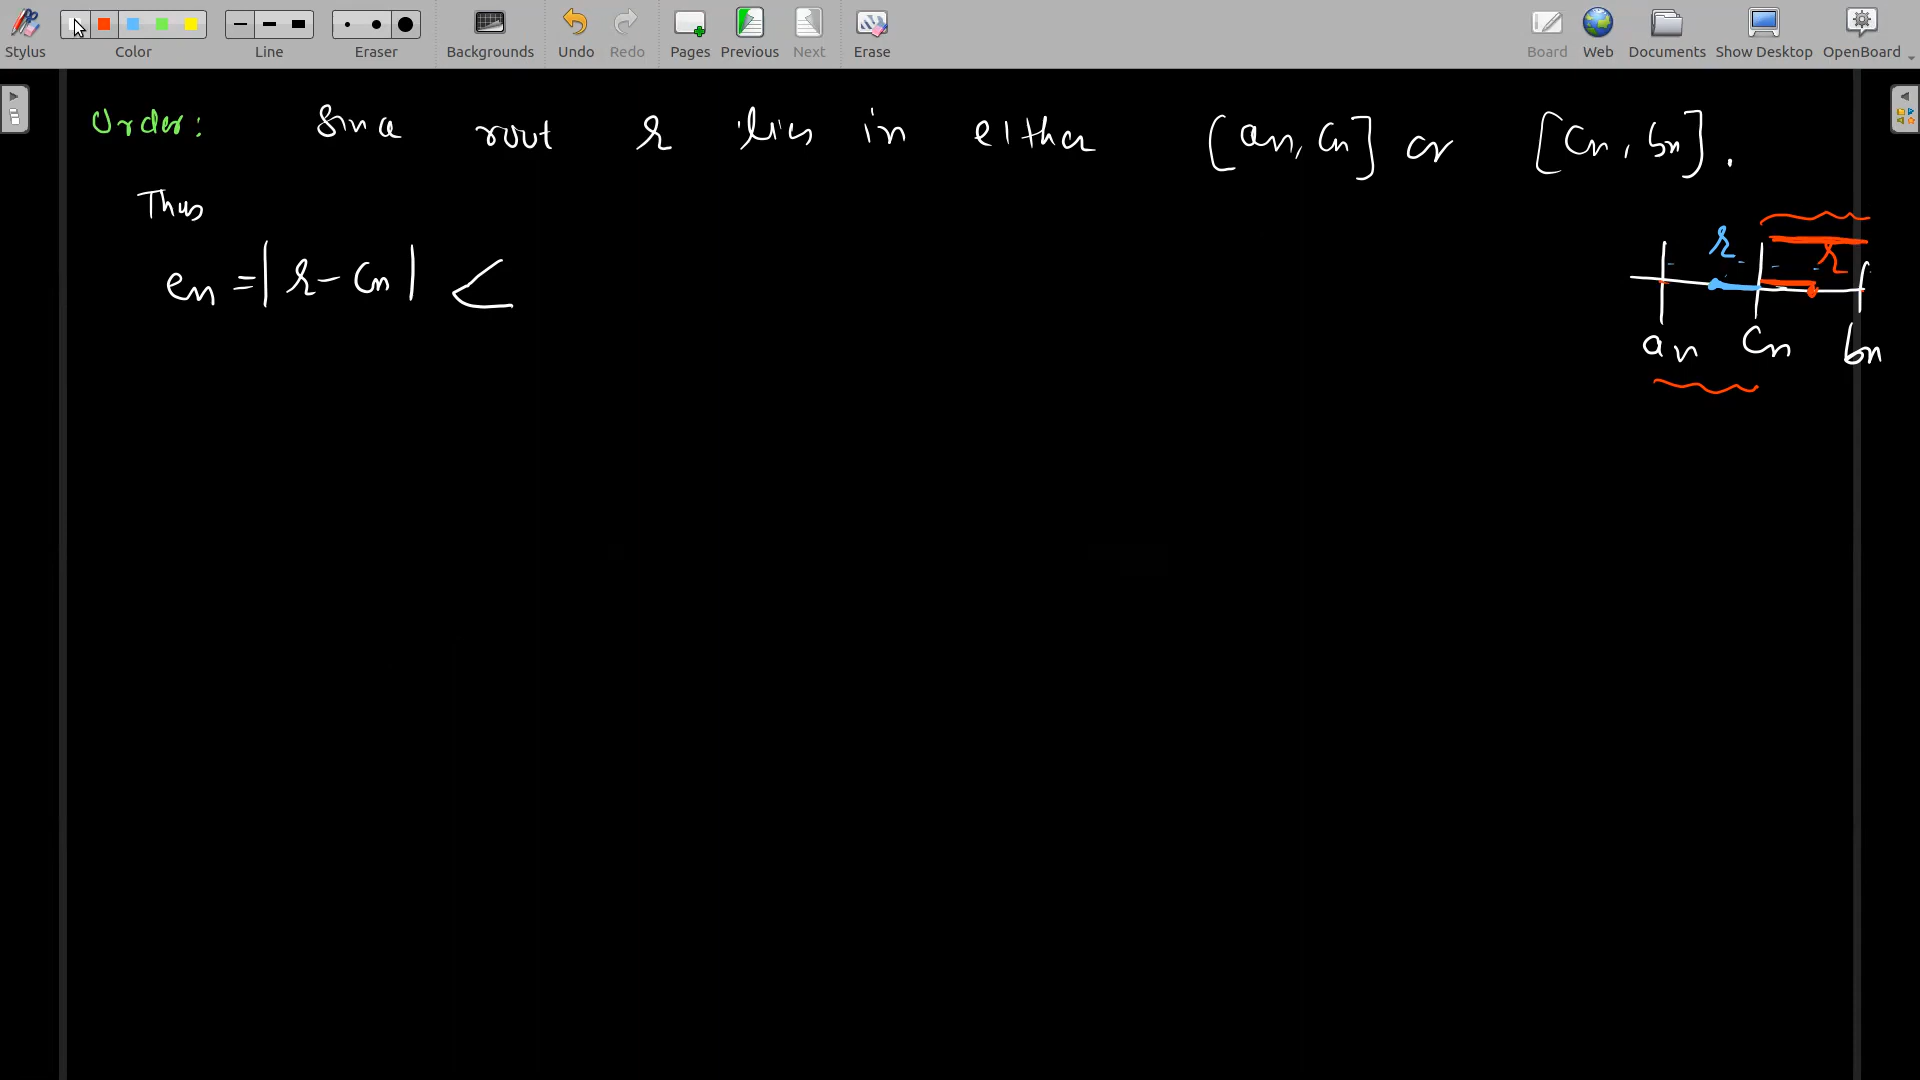 Stylus Color Line Eraser Backgrounds Undo Redo Pages Previous Next Erase Board Web Documents Show Desktop OpenBoard
Order: Since root r lies in either [an, cn] or [cn, bn].
Thus
en = | r - cn | <
r r
an cn bn